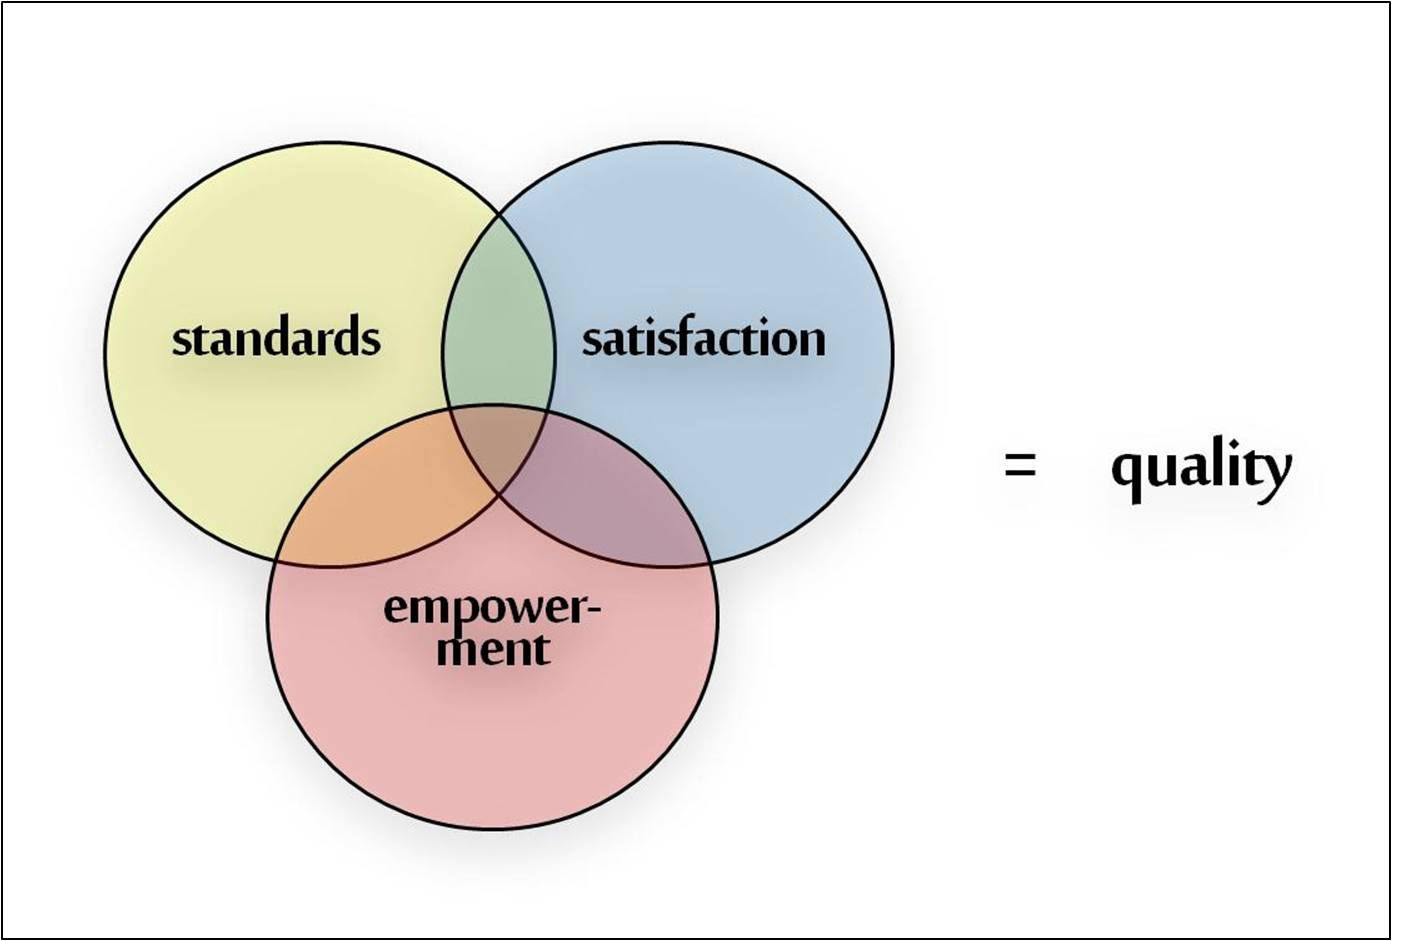 standards
satisfaction
= quality
empower-
ment